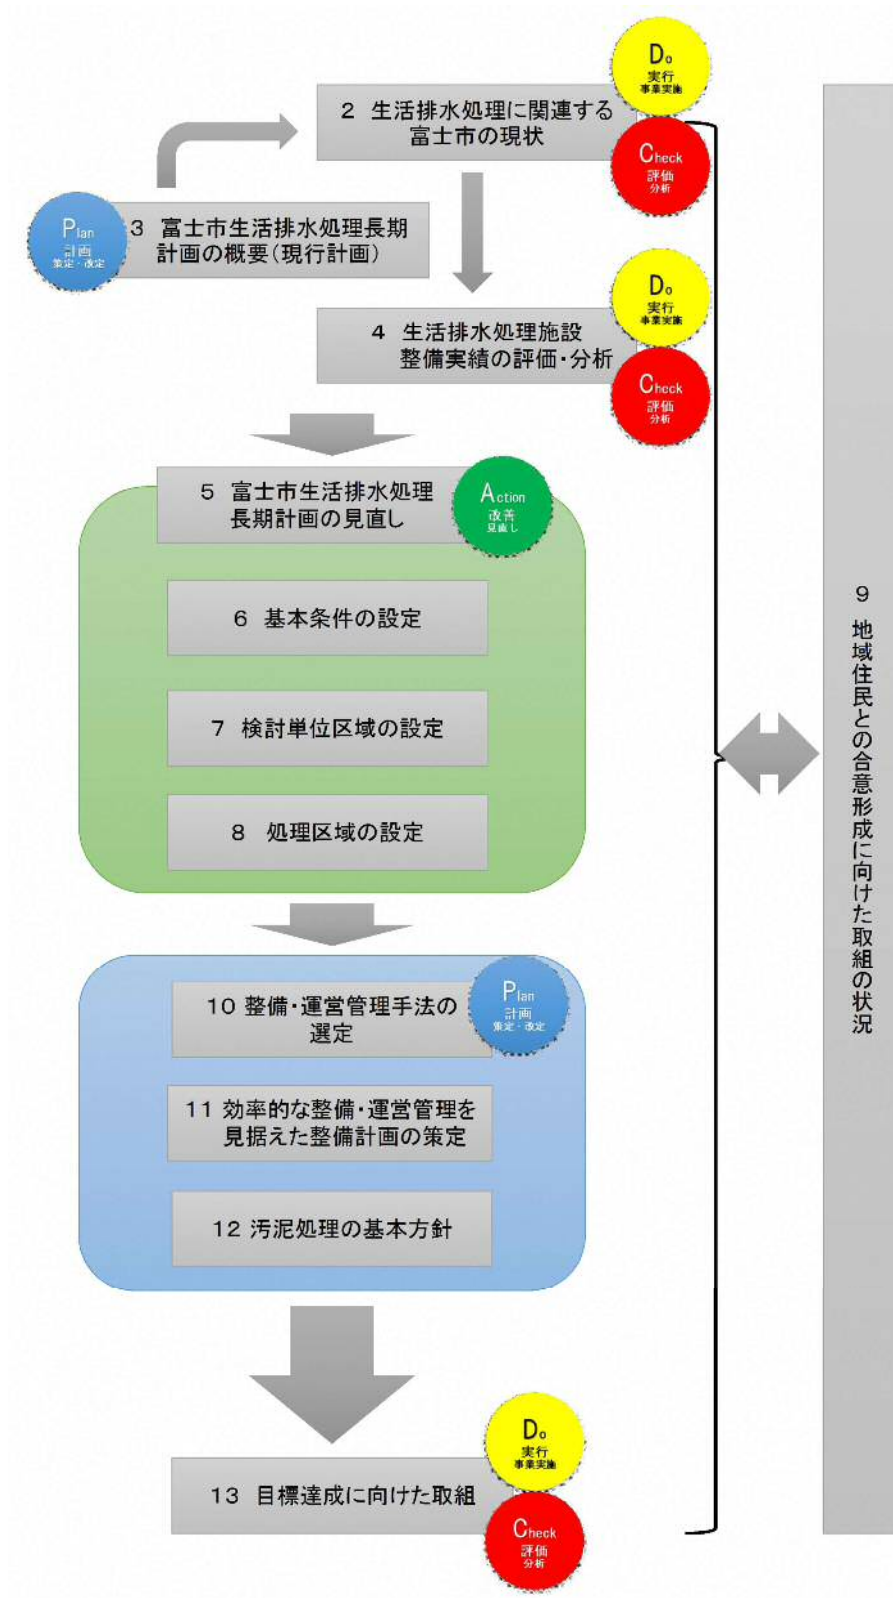 Do
実行
事業実施
2 生活排水処理に関連する
富士市の現状
Check
評価
分析
Plan
計画
策定・改定
3 富士市生活排水処理長期
計画の概要(現行計画)
Do
実行
事業実施
4 生活排水処理施設
整備実績の評価・分析
Check
評価
分析
5 富士市生活排水処理
長期計画の見直し
Action
改善
見直し
6 基本条件の設定
7 検討単位区域の設定
8 処理区域の設定
9 地域住民との合意形成に向けた取組の状況
10 整備・運営管理手法の
選定
Plan
計画
策定・改定
11 効率的な整備・運営管理を
見据えた整備計画の策定
12 汚泥処理の基本方針
Do
実行
事業実施
13 目標達成に向けた取組
Check
評価
分析